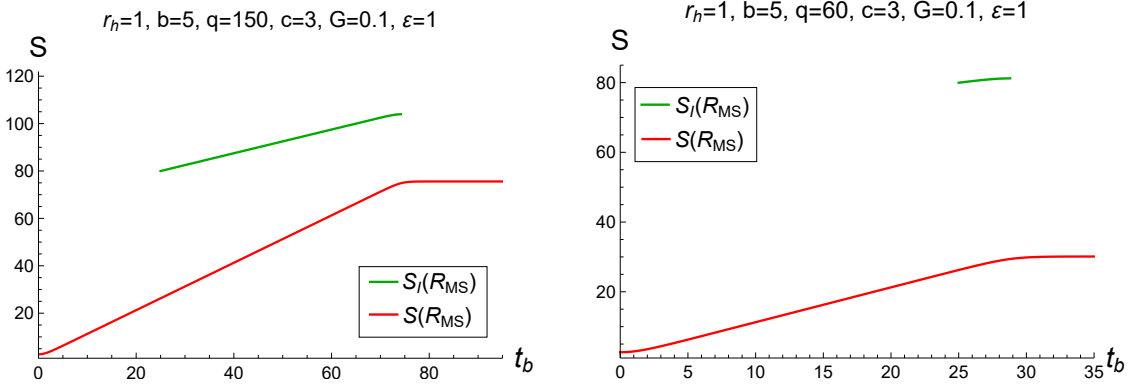 r_h=1, b=5, q=150, c=3, G=0.1, ε=1
S
120
100
80
60
40
20
0
20
40
60
80
t_b
S_I(R_MS)
S(R_MS)
r_h=1, b=5, q=60, c=3, G=0.1, ε=1
S
80
60
40
20
0
5
10
15
20
25
30
35
t_b
S_I(R_MS)
S(R_MS)